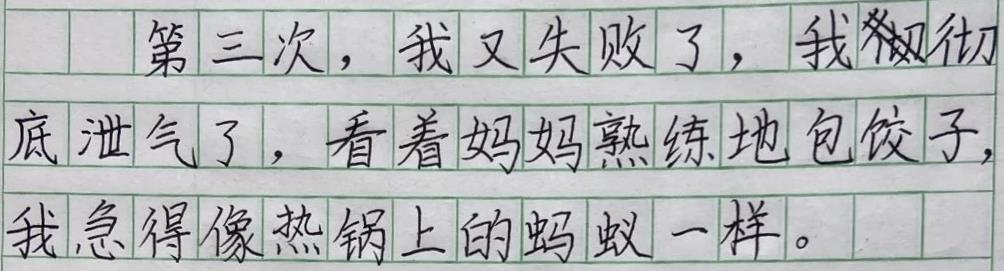 第三次，我又失败了，我彻
底泄气了，看着妈妈熟练地包饺子，
我急得像热锅上的蚂蚁一样。